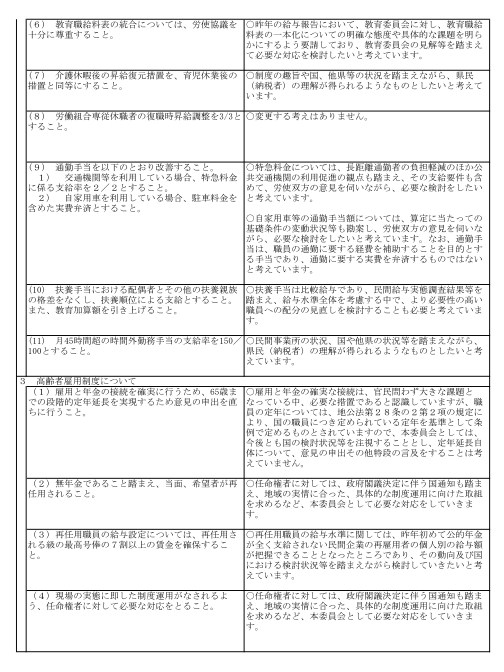 (6)　教育職給料表の統合については、労使協議を
十分に尊重すること。
○昨年の給与報告において、教育委員会に対し、教育職給
料表の一本化についての明確な態度や具体的な課題を明ら
かにするよう要請しており、教育委員会の見解等を踏まえ
て必要な対応を検討したいと考えています。
(7)　介護休暇後の昇給復元措置を、育児休業後の
措置と同等にすること。
○制度の趣旨や国、他県等の状況を踏まえながら、県民
（納税者）の理解が得られるようなものとしたいと考えて
います。
(8)　労働組合専従休職者の復職時昇給調整を3/3と
すること。
○変更する考えはありません。
(9)　通勤手当を以下のとおり改善すること。
1)　交通機関等を利用している場合、特急料金
に係る支給率を２／２とすること。
2)　自家用車を利用している場合、駐車料金を
含めた実費弁済とすること。
○特急料金については、長距離通勤者の負担軽減のほか公
共交通機関の利用促進の観点も踏まえ、その支給要件も含
めて、労使双方の意見を伺いながら、必要な検討をしたい
と考えています。
○自家用車等の通勤手当額については、算定に当たっての
基礎条件の変動状況等も勘案し、労使双方の意見を伺いな
がら、必要な検討をしたいと考えています。なお、通勤手
当は、職員の通勤に要する経費を補助することを目的とす
る手当であり、通勤に要する実費を弁済するものではない
と考えています。
(10)　扶養手当における配偶者とその他の扶養親族
の格差をなくし、扶養順位による支給とすること。
また、教育加算額を引き上げること。
○扶養手当は比較給与であり、民間給与実態調査結果等を
踏まえ、給与水準全体を考慮する中で、より必要性の高い
職員への配分の見直しを検討することも必要と考えていま
す。
(11)　月45時間超の時間外勤務手当の支給率を150／
100とすること。
○民間事業所の状況、国や他県の状況等を踏まえながら、
県民（納税者）の理解が得られるようなものとしたいと考
えています。
3　高齢者雇用制度について
(１）雇用と年金の接続を確実に行うため、65歳ま
での段階的定年延長を実現するため意見の申出を直
ちに行うこと。
○雇用と年金の確実な接続は、官民問わず大きな課題と
なっている中、必要な措置であると認識していますが、職
員の定年については、地公法第２８条の２第２項の規定に
より、国の職員につき定められている定年を基準として条
例で定めるものとされていますので、本委員会としては、
今後とも国の検討状況等を注視することとし、定年延長自
体について、意見の申出その他特段の言及をすることは考
えていません。
(２）無年金であること踏まえ、当面、希望者が再
任用されること。
○任命権者に対しては、政府閣議決定に伴う国通知も踏ま
え、地域の実情に合った、具体的な制度運用に向けた取組
を求めるなど、本委員会として必要な対応をしていきま
す。
(３）再任用職員の給与設定については、再任用さ
れる級の最高号俸の７割以上の賃金を確保するこ
と。
○再任用職員の給与水準に関しては、昨年初めて公的年金
が全く支給されない民間企業の再雇用者の個人別の給与額
が把握できることとなったところであり、その動向及び国
における検討状況等を踏まえながら検討していきたいと考
えています。
(４）現場の実態に即した制度運用がなされるよ
う、任命権者に対して必要な対応をとること。
○任命権者に対しては、政府閣議決定に伴う国通知も踏ま
え、地域の実情に合った、具体的な制度運用に向けた取組
を求めるなど、本委員会として必要な対応をしていきま
す。